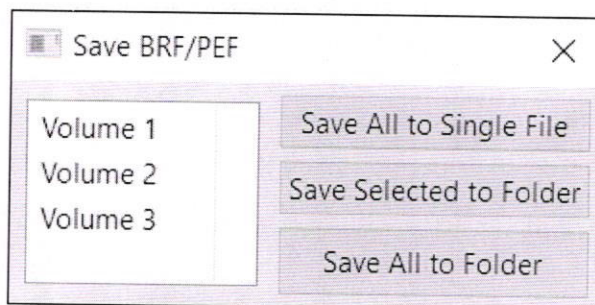 Save BRF/PEF
Volume 1
Volume 2
Volume 3
Save All to Single File
Save Selected to Folder
Save All to Folder